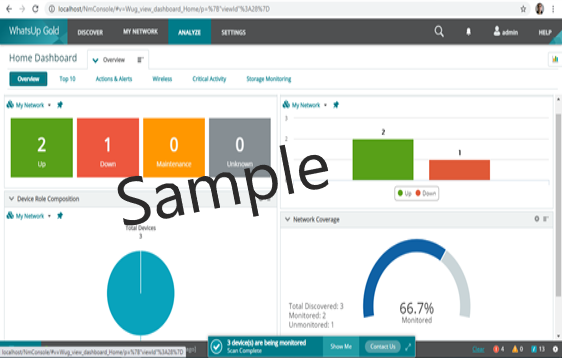 localhost/NmConsole/#v=Wug_view_dashboard_Home/p=%7B"viewId"%3A28%7D
WhatsUp Gold
DISCOVER
MY NETWORK
ANALYZE
SETTINGS
admin
HELP
Home Dashboard
Overview
Overview
Top 10
Actions & Alerts
Wireless
Critical Activity
Storage Monitoring
My Network
2
Up
1
Down
0
Maintenance
0
Unknown
My Network
3
2
2
1
Up
Down
Sample
Device Role Composition
My Network
Total Devices
3
Network Coverage
Total Discovered: 3
Monitored: 2
Unmonitored: 1
66.7%
Monitored
localhost/NmConsole/#v=Wug_view_dashboard_Home/p=%7B"viewId"%3A28%7D
3 device(s) are being monitored
Scan Complete
Show Me
Contact Us
Clear
4
0
13